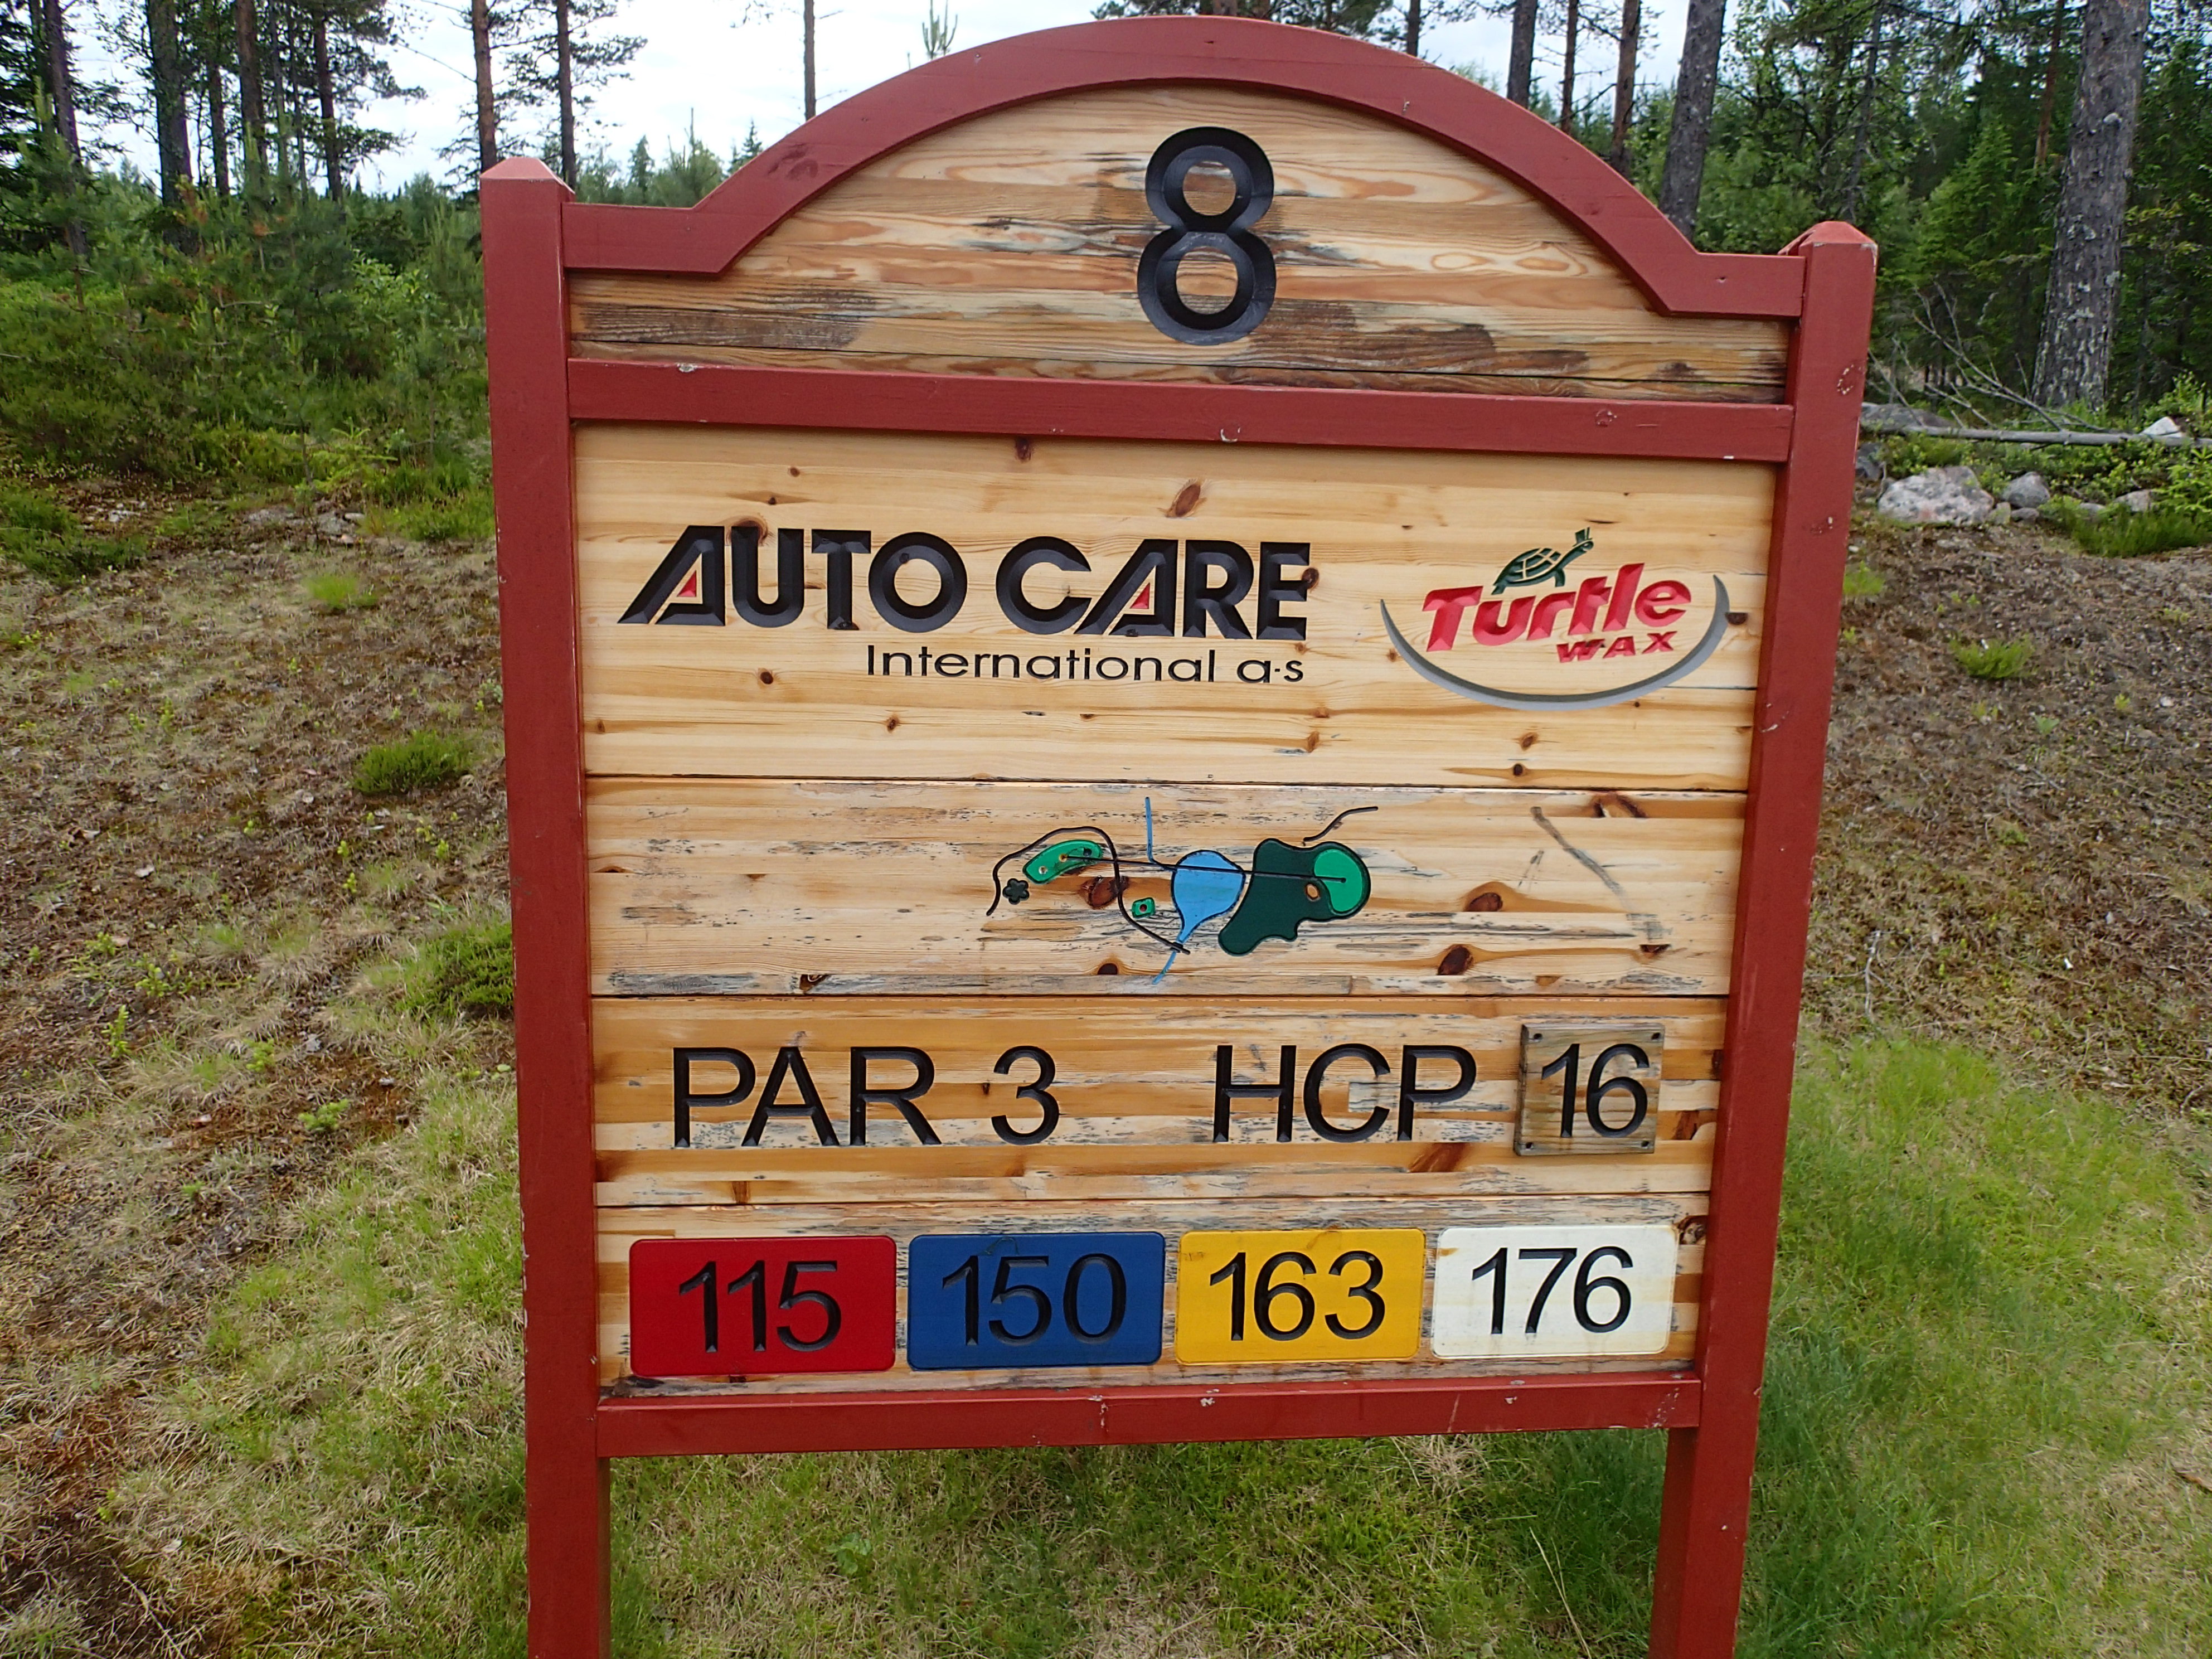 8
AUTO CARE
International a-s
Turtle
WAX
PAR 3 HCP 16
115 150 163 176